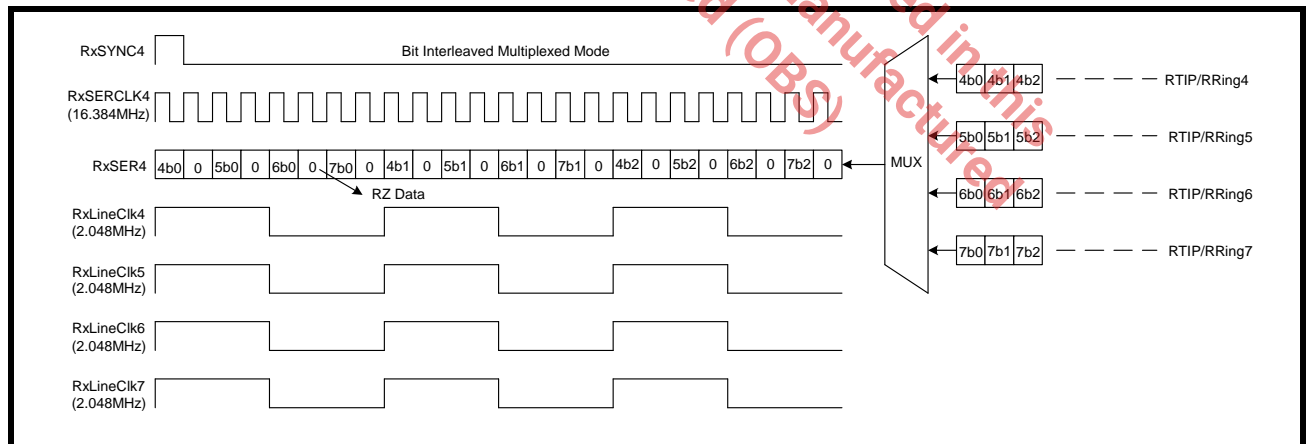 RxSYNC4
Bit Interleaved Multiplexed Mode
RxSERCLK4
(16.384MHz)
RxSER4
4b0 0 5b0 0 6b0 0 7b0 0 4b1 0 5b1 0 6b1 0 7b1 0 4b2 0 5b2 0 6b2 0 7b2 0
RZ Data
RxLineClk4
(2.048MHz)
RxLineClk5
(2.048MHz)
RxLineClk6
(2.048MHz)
RxLineClk7
(2.048MHz)
MUX
4b0 4b1 4b2
RTIP/RRing4
5b0 5b1 5b2
RTIP/RRing5
6b0 6b1 6b2
RTIP/RRing6
7b0 7b1 7b2
RTIP/RRing7
ed in this
manufactured
(OBS)